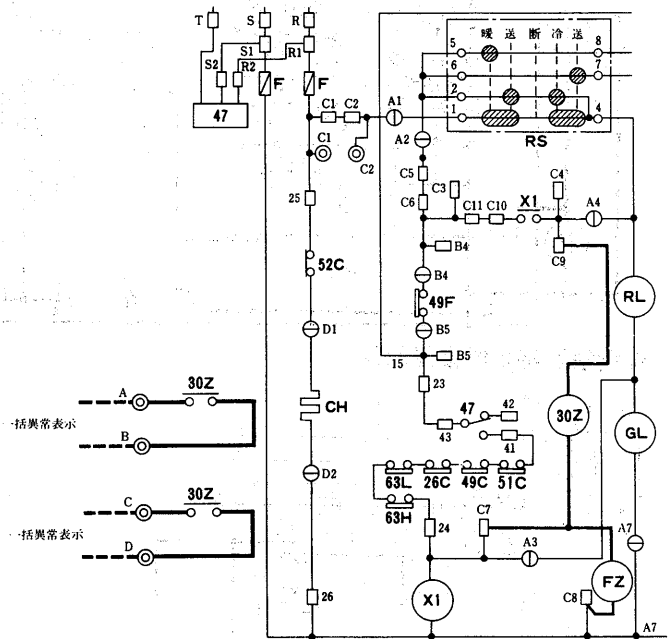 T
S
R
S1
R1
S2
R2
F
F
47
暖 送 断 冷 送
5
8
6
7
2
1
4
RS
C1
C2
A1
C1
C2
A2
C5
C3
C4
C6
C11
C10
X1
A4
25
C9
52C
B4
B4
49F
RL
D1
B5
15
B5
23
CH
47
42
30Z
GL
43
41
A
30Z
一括異常表示
B
63L
26C
49C
51C
D2
63H
C
30Z
24
C7
A3
A7
一括異常表示
D
X1
FZ
C8
26
A7